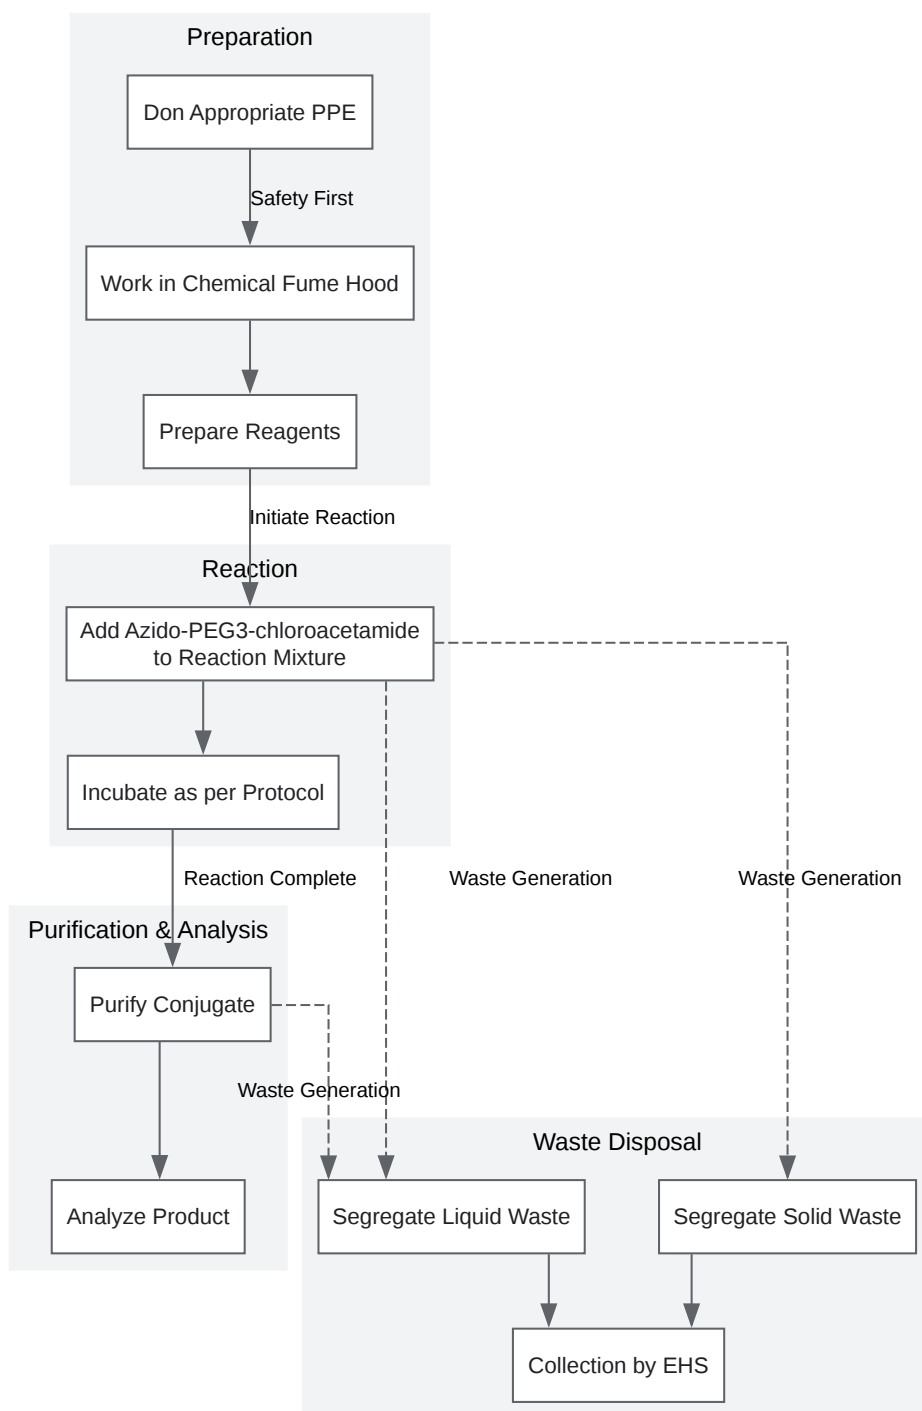 Preparation
Don Appropriate PPE
Safety First
Work in Chemical Fume Hood
Prepare Reagents
Initiate Reaction
Reaction
Add Azido-PEG3-chloroacetamide
to Reaction Mixture
Incubate as per Protocol
Reaction Complete
Waste Generation
Waste Generation
Purification & Analysis
Purify Conjugate
Waste Generation
Waste Disposal
Analyze Product
Segregate Liquid Waste
Segregate Solid Waste
Collection by EHS